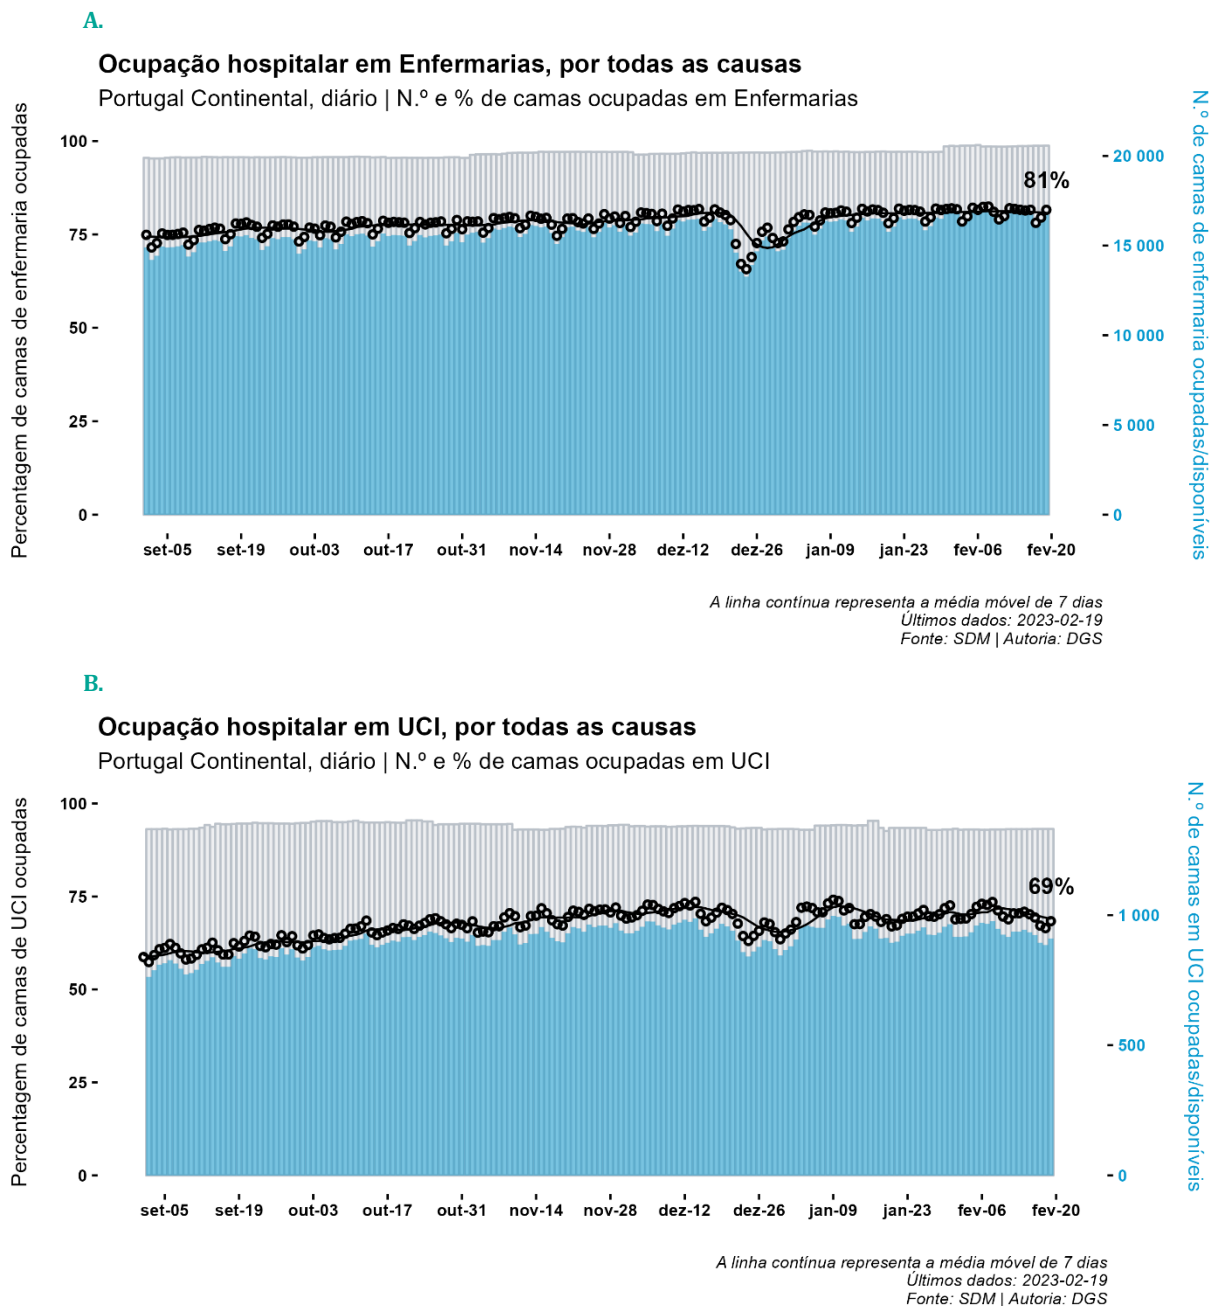 A.
Ocupação hospitalar em Enfermarias, por todas as causas
Portugal Continental, diário | N.º e % de camas ocupadas em Enfermarias
Percentagem de camas de enfermaria ocupadas
100
75
50
25
0
81%
20 000
15 000
10 000
5 000
0
N.º de camas de enfermaria ocupadas/disponíveis
set-05 set-19 out-03 out-17 out-31 nov-14 nov-28 dez-12 dez-26 jan-09 jan-23 fev-06 fev-20
A linha contínua representa a média móvel de 7 dias
Últimos dados: 2023-02-19
Fonte: SDM | Autoria: DGS
B.
Ocupação hospitalar em UCI, por todas as causas
Portugal Continental, diário | N.º e % de camas ocupadas em UCI
Percentagem de camas de UCI ocupadas
100
75
50
25
0
69%
1 000
500
0
N.º de camas em UCI ocupadas/disponíveis
set-05 set-19 out-03 out-17 out-31 nov-14 nov-28 dez-12 dez-26 jan-09 jan-23 fev-06 fev-20
A linha contínua representa a média móvel de 7 dias
Últimos dados: 2023-02-19
Fonte: SDM | Autoria: DGS